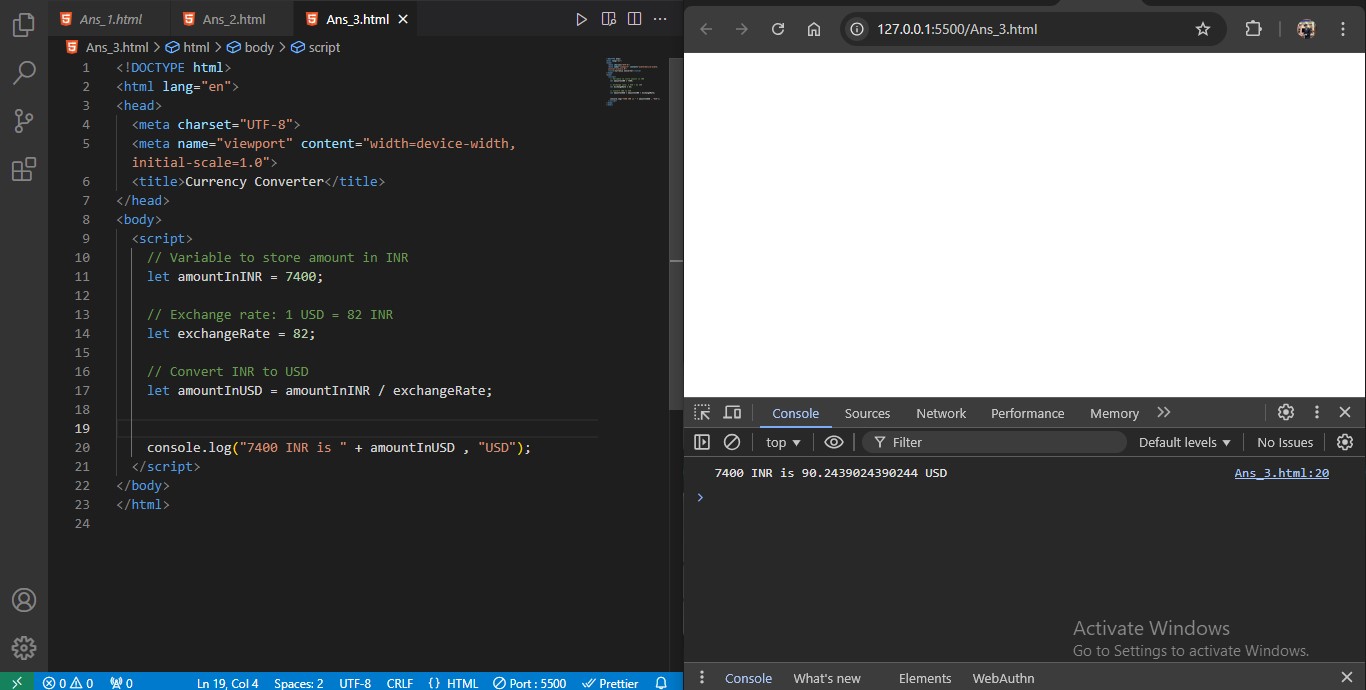 Ans_1.html Ans_2.html Ans_3.html
Ans_3.html > html > body > script
1 <!DOCTYPE html>
2 <html lang="en">
3 <head>
4 <meta charset="UTF-8">
5 <meta name="viewport" content="width=device-width,
initial-scale=1.0">
6 <title>Currency Converter</title>
7 </head>
8 <body>
9 <script>
10 // Variable to store amount in INR
11 let amountInINR = 7400;
12
13 // Exchange rate: 1 USD = 82 INR
14 let exchangeRate = 82;
15
16 // Convert INR to USD
17 let amountInUSD = amountInINR / exchangeRate;
18
19
20 console.log("7400 INR is " + amountInUSD , "USD");
21 </script>
22 </body>
23 </html>
24
0 0 0 Ln 19, Col 4 Spaces: 2 UTF-8 CRLF {} HTML Port : 5500 Prettier
127.0.0.1:5500/Ans_3.html
Console Sources Network Performance Memory
top Filter Default levels No Issues
7400 INR is 90.2439024390244 USD Ans_3.html:20
Activate Windows
Go to Settings to activate Windows.
Console What's new Elements WebAuthn